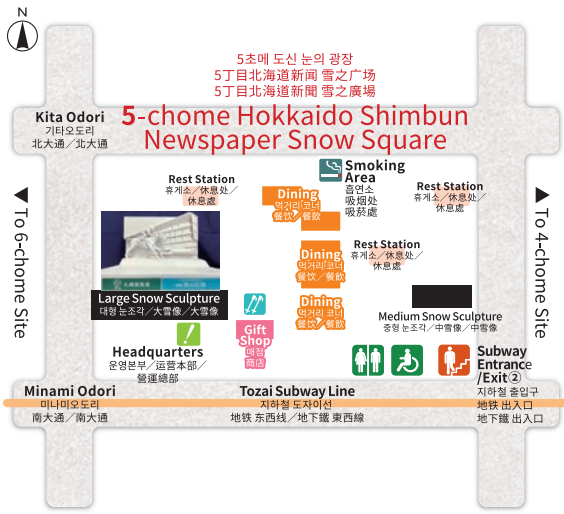 N
5초메 도신 눈의 광장
5丁目北海道新闻 雪之广场
5丁目北海道新聞 雪之廣場
5-chome Hokkaido Shimbun
Newspaper Snow Square
Kita Odori
기타오도리
北大通／北大通
Smoking
Area
흡연소
吸烟处
吸菸處
Rest Station
휴게소／休息处／
休息處
Dining
먹거리 코너
餐饮／餐飲
Rest Station
휴게소／休息处／
休息處
◀ To 6-chome Site
▲ To 4-chome Site
Dining
먹거리 코너
餐饮／餐飲
Rest Station
휴게소／休息处／
休息處
Large Snow Sculpture
대형 눈조각／大雪像／大雪像
Dining
먹거리 코너
餐饮／餐飲
Medium Snow Sculpture
중형 눈조각／中雪像／中雪像
Gift
Shop
매점
商店
Headquarters
운영본부／运营本部／
營運總部
Subway
Entrance
/Exit②
지하철 출입구
地铁 出入口
地下鐵 出入口
Minami Odori
미나미오도리
南大通／南大通
Tozai Subway Line
지하철 도자이선
地铁 东西线／地下鐵 東西線